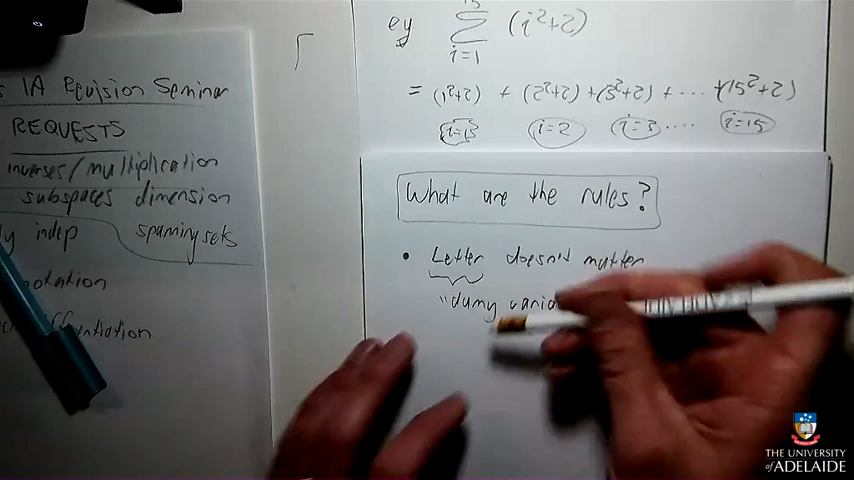 IA Revision Seminar
REQUESTS
inverses/multiplication
subspaces dimension
indep spanning sets
eg 15 Σ i=1 (i²+2)
= (1²+2) + (2²+2) + (3²+2) + ... + (15²+2)
i=1 i=2 i=3 .... i=15
What are the rules?
• Letter doesn't matter
"dumy
THE UNIVERSITY
of ADELAIDE